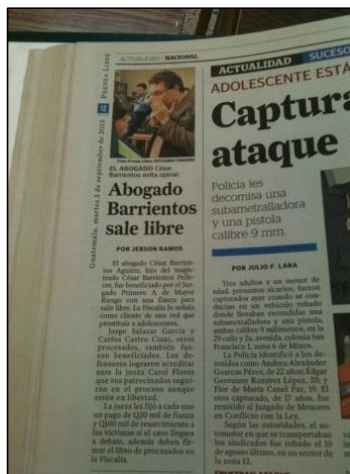 ACTUALIDAD / NACIONAL
12
PRENSA LIBRE
Guatemala, martes 3 de septiembre de 2013
EL ABOGADO César
Barrientos evita opinar.
Abogado
Barrientos
sale libre
POR JERSON RAMOS
El abogado César Barrien-
tos Aguirre, hijo del magis-
trado César Barrientos Pelle-
cer, fue beneficiado por el Juz-
gado Primero A de Mayor
Riesgo con una fianza para
salir libre. La Fiscalía lo señala
como cliente de una red que
prostituía a adolescentes.
Jorge Salazar García y
Carlos Castro Ciani, otros
procesados, también fue-
ron beneficiados. Los de-
fensores lograron acreditar
ante la jueza Carol Flores
que sus patrocinados segui-
rán en el proceso aunque
estén en libertad.
La jueza les fijó a cada uno
un pago de Q20 mil de fianza
y Q100 mil de resarcimiento a
las víctimas si el caso llegara
a debate, además deben fir-
mar el libro de procesados en
la Fiscalía.
ACTUALIDAD SUCESO
ADOLESCENTE ESTÁ
Captura
ataque
Policía les
decomisa una
subametralladora
y una pistola
calibre 9 mm.
POR JULIO F. LARA
Tres adultos y un menor de
edad, presuntos sicarios, fueron
capturados ayer cuando se con-
ducían en un vehículo robado
donde llevaban escondidas una
subametralladora y una pistola,
ambas calibre 9 milímetros, en la
29 calle y 2a. avenida, colonia San
Francisco 1, zona 6 de Mixco.
La Policía identificó a los de-
tenidos como Andrea Alexánder
Guarcas Pérez, de 22 años; Edgar
Geovanny Ramírez López, 20; y
Flor de María Canel Paz, 19. El
otro capturado, de 17 años, fue
remitido al Juzgado de Menores
en Conflicto con la Ley.
Según las autoridades, el au-
tomotor en que se transportaban
los sindicados fue robado el 10
de agosto último, en un sector de
la zona 12.